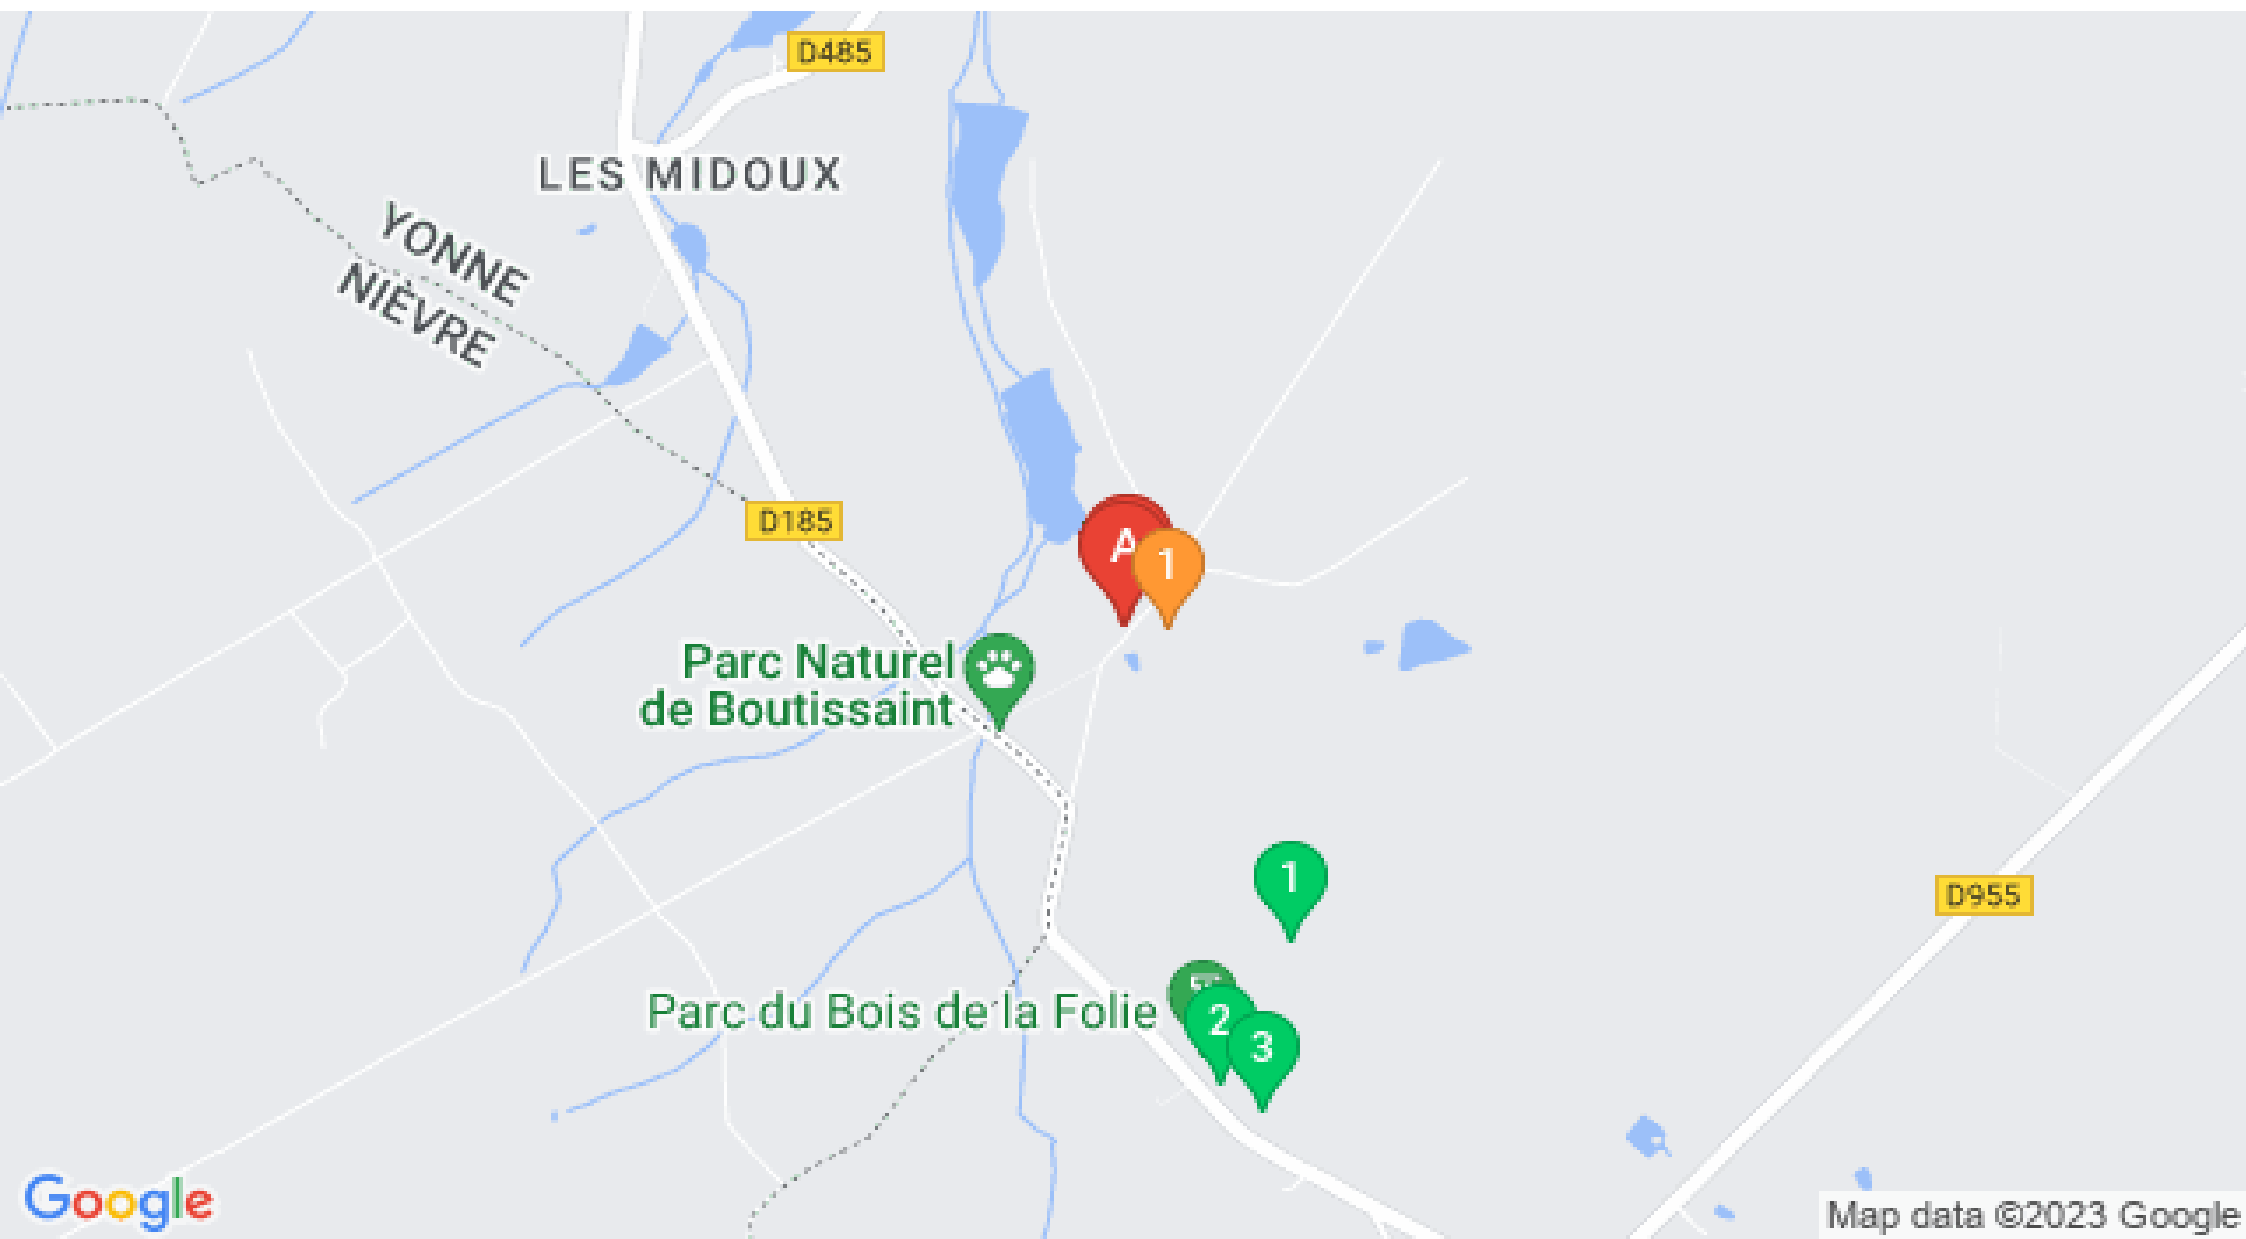 D485
LES MIDOUX
YONNE
NIÈVRE
D185
A
1
Parc Naturel
de Boutissaint
1
D955
Parc du Bois de la Folie
2
3
Google
Map data ©2023 Google